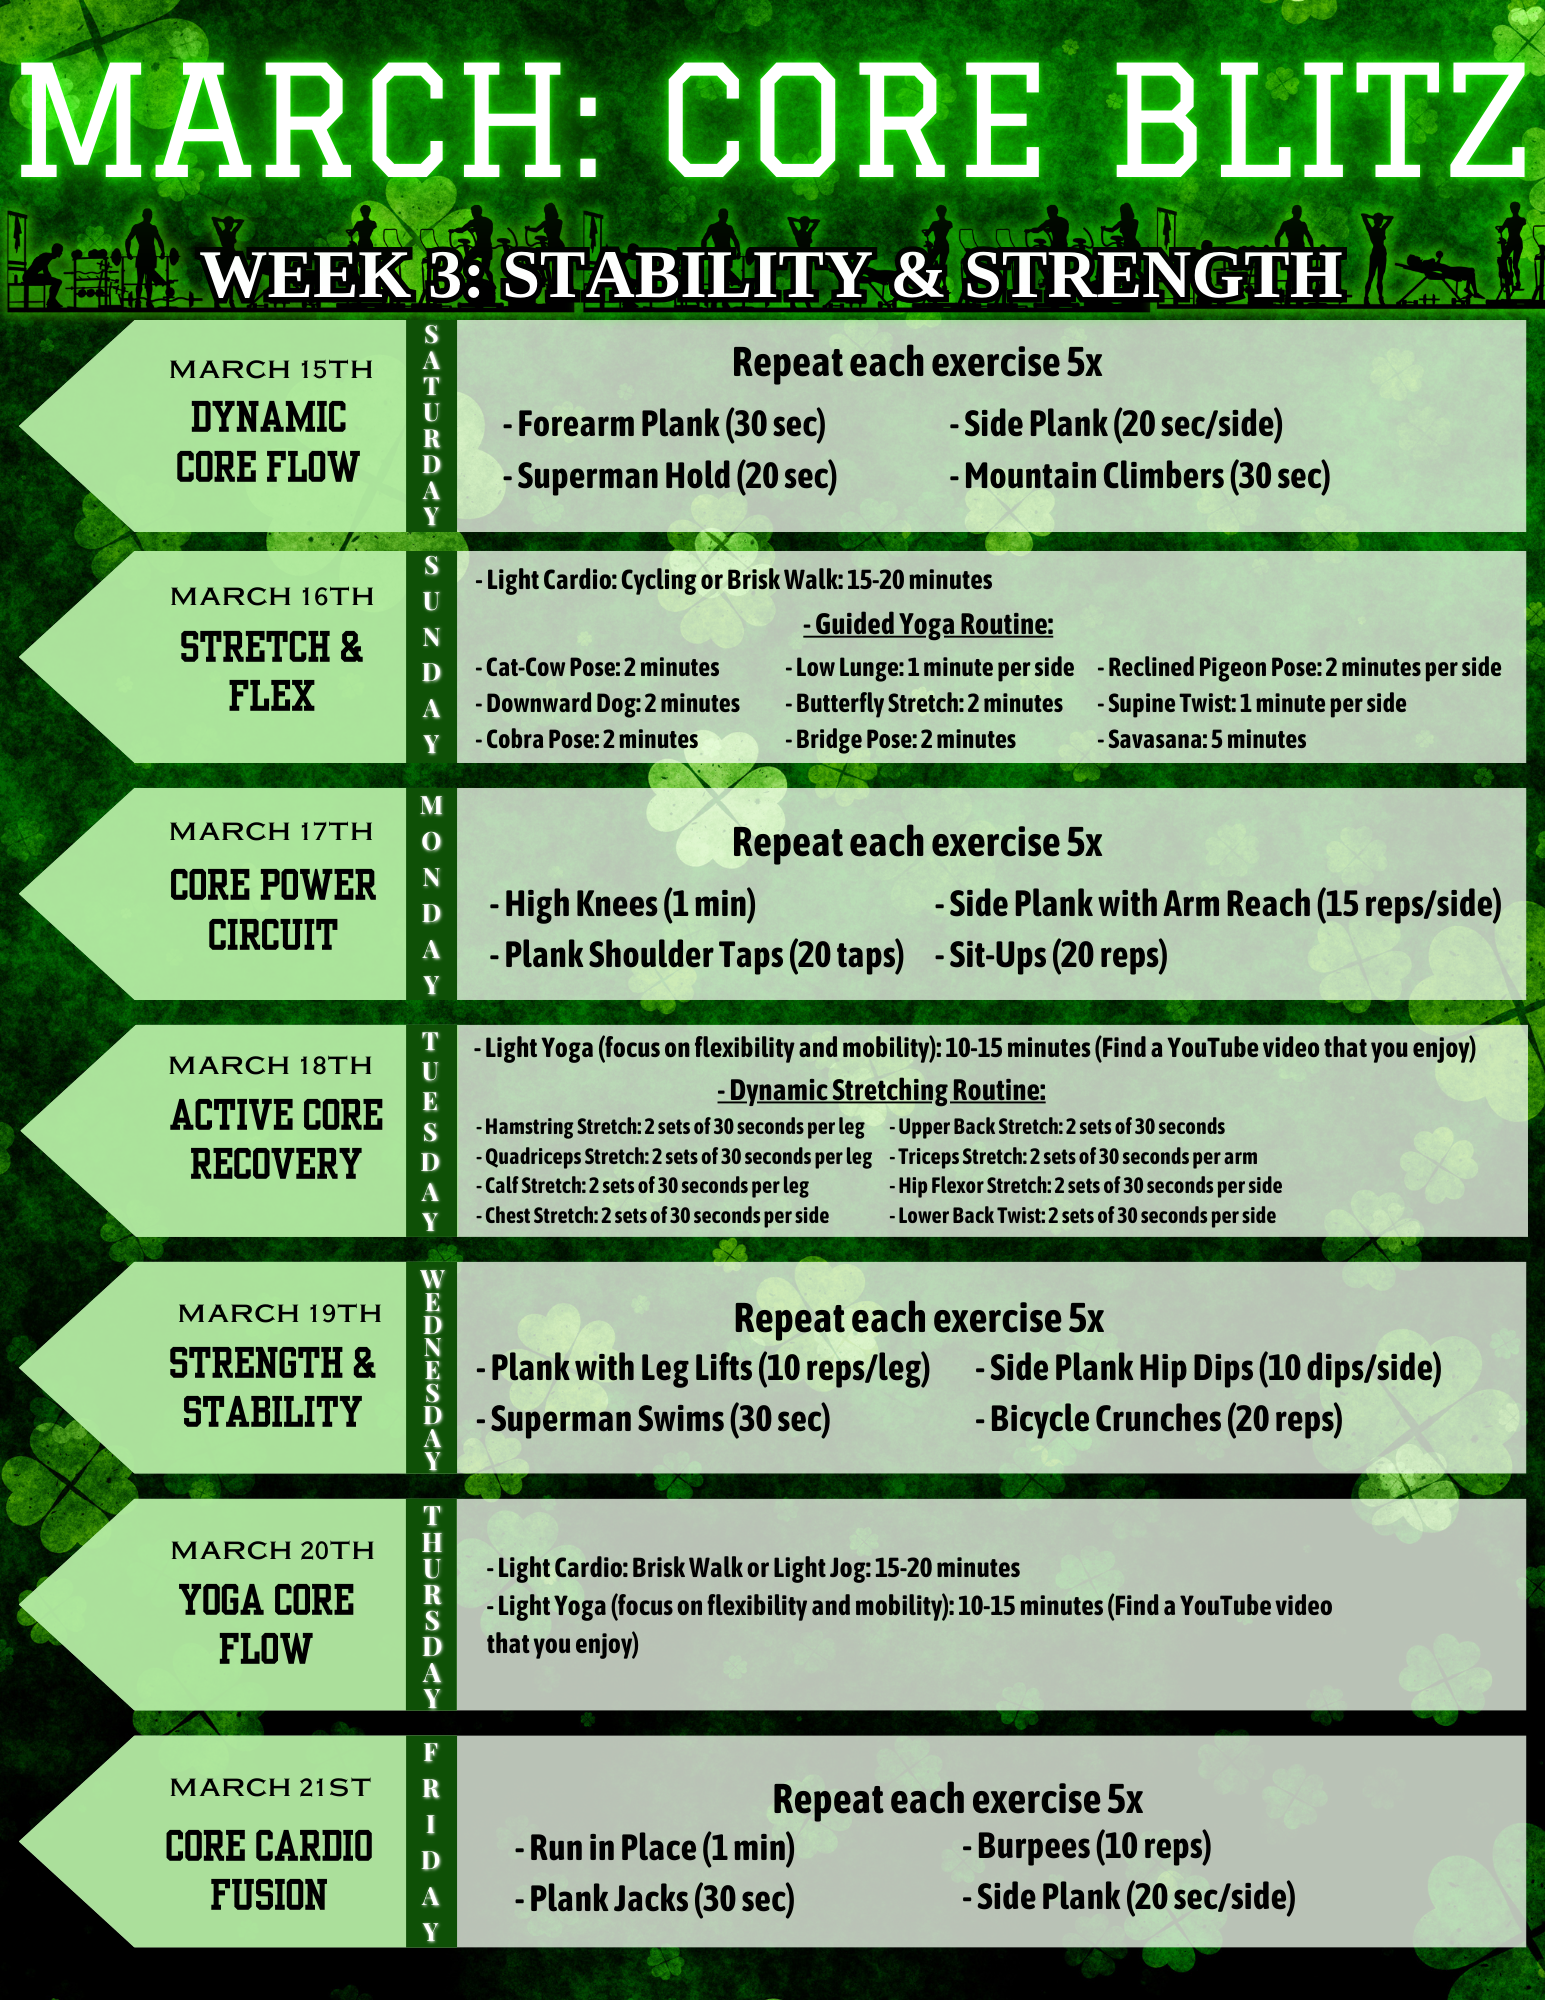 MARCH: CORE BLITZ
WEEK 3: STABILITY & STRENGTH
MARCH 15TH
DYNAMIC
CORE FLOW
SATURDAY
Repeat each exercise 5x
- Forearm Plank (30 sec)
- Superman Hold (20 sec)
- Side Plank (20 sec/side)
- Mountain Climbers (30 sec)
MARCH 16TH
STRETCH &
FLEX
SUNDAY
- Light Cardio: Cycling or Brisk Walk: 15-20 minutes
- Guided Yoga Routine:
- Cat-Cow Pose: 2 minutes
- Downward Dog: 2 minutes
- Cobra Pose: 2 minutes
- Low Lunge: 1 minute per side
- Butterfly Stretch: 2 minutes
- Bridge Pose: 2 minutes
- Reclined Pigeon Pose: 2 minutes per side
- Supine Twist: 1 minute per side
- Savasana: 5 minutes
MARCH 17TH
CORE POWER
CIRCUIT
MONDAY
Repeat each exercise 5x
- High Knees (1 min)
- Plank Shoulder Taps (20 taps)
- Side Plank with Arm Reach (15 reps/side)
- Sit-Ups (20 reps)
MARCH 18TH
ACTIVE CORE
RECOVERY
TUESDAY
- Light Yoga (focus on flexibility and mobility): 10-15 minutes (Find a YouTube video that you enjoy)
- Dynamic Stretching Routine:
- Hamstring Stretch: 2 sets of 30 seconds per leg
- Quadriceps Stretch: 2 sets of 30 seconds per leg
- Calf Stretch: 2 sets of 30 seconds per leg
- Chest Stretch: 2 sets of 30 seconds per side
- Upper Back Stretch: 2 sets of 30 seconds
- Triceps Stretch: 2 sets of 30 seconds per arm
- Hip Flexor Stretch: 2 sets of 30 seconds per side
- Lower Back Twist: 2 sets of 30 seconds per side
MARCH 19TH
STRENGTH &
STABILITY
WEDNESDAY
Repeat each exercise 5x
- Plank with Leg Lifts (10 reps/leg)
- Superman Swims (30 sec)
- Side Plank Hip Dips (10 dips/side)
- Bicycle Crunches (20 reps)
MARCH 20TH
YOGA CORE
FLOW
THURSDAY
- Light Cardio: Brisk Walk or Light Jog: 15-20 minutes
- Light Yoga (focus on flexibility and mobility): 10-15 minutes (Find a YouTube video
that you enjoy)
MARCH 21ST
CORE CARDIO
FUSION
FRIDAY
Repeat each exercise 5x
- Run in Place (1 min)
- Plank Jacks (30 sec)
- Burpees (10 reps)
- Side Plank (20 sec/side)